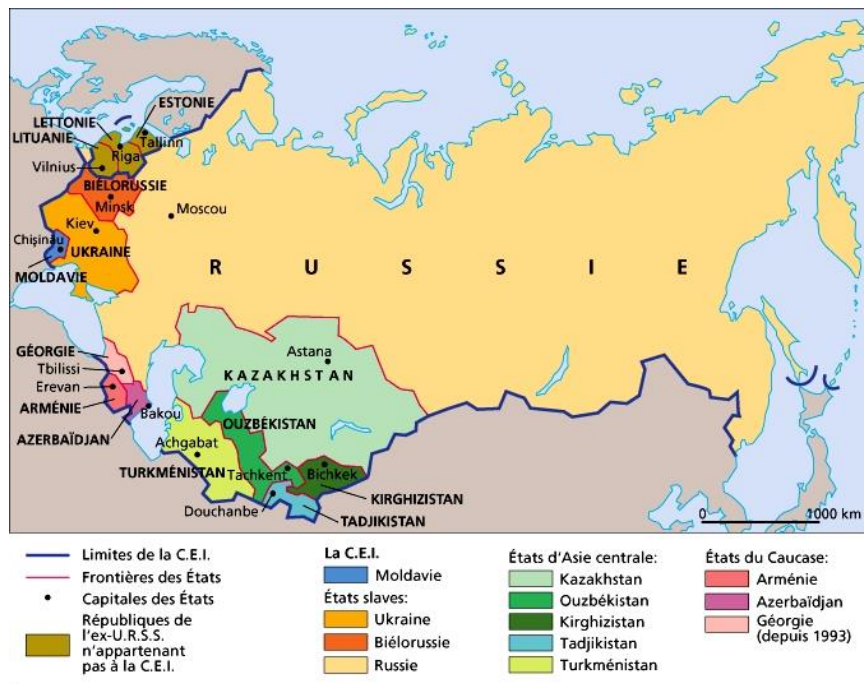 ESTONIE
LETTONIE
LITUANIE
Tallinn
Riga
Vilnius
BIÉLORUSSIE
Minsk
Moscou
Kiev
Chişinău
UKRAINE
MOLDAVIE
RUSSIE
GÉORGIE
Tbilissi
Erevan
ARMÉNIE
Bakou
AZERBAÏDJAN
Astana
KAZAKHSTAN
OUZBÉKISTAN
Achgabat
TURKMÉNISTAN
Tachkent
Bichkek
Douchanbe
KIRGHIZISTAN
TADJIKISTAN
0 1000 km
Limites de la C.E.I.
Frontières des États
Capitales des États
Républiques de
l'ex-U.R.S.S.
n'appartenant
pas à la C.E.I.
La C.E.I.
Moldavie
États slaves:
Ukraine
Biélorussie
Russie
États d'Asie centrale:
Kazakhstan
Ouzbékistan
Kirghizistan
Tadjikistan
Turkménistan
États du Caucase:
Arménie
Azerbaïdjan
Géorgie
(depuis 1993)